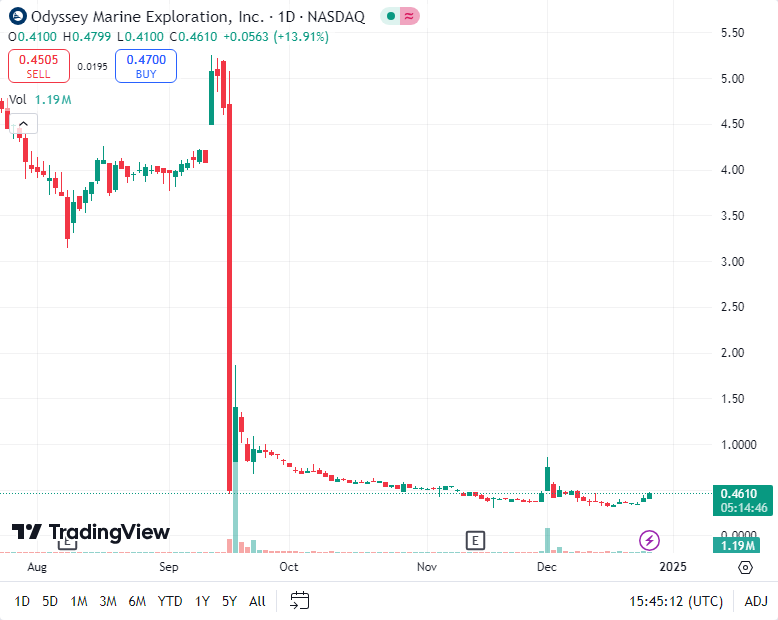 Odyssey Marine Exploration, Inc. · 1D · NASDAQ
O0.4100 H0.4799 L0.4100 C0.4610 +0.0563 (+13.91%)
0.4505 SELL 0.0195 0.4700 BUY
Vol 1.19M
5.50
5.00
4.50
4.00
3.50
3.00
2.50
2.00
1.50
1.0000
0.4610
05:14:46
0.0000
1.19M
TradingView
E E
Aug Sep Oct Nov Dec 2025
1D 5D 1M 3M 6M YTD 1Y 5Y All 15:45:12 (UTC) ADJ